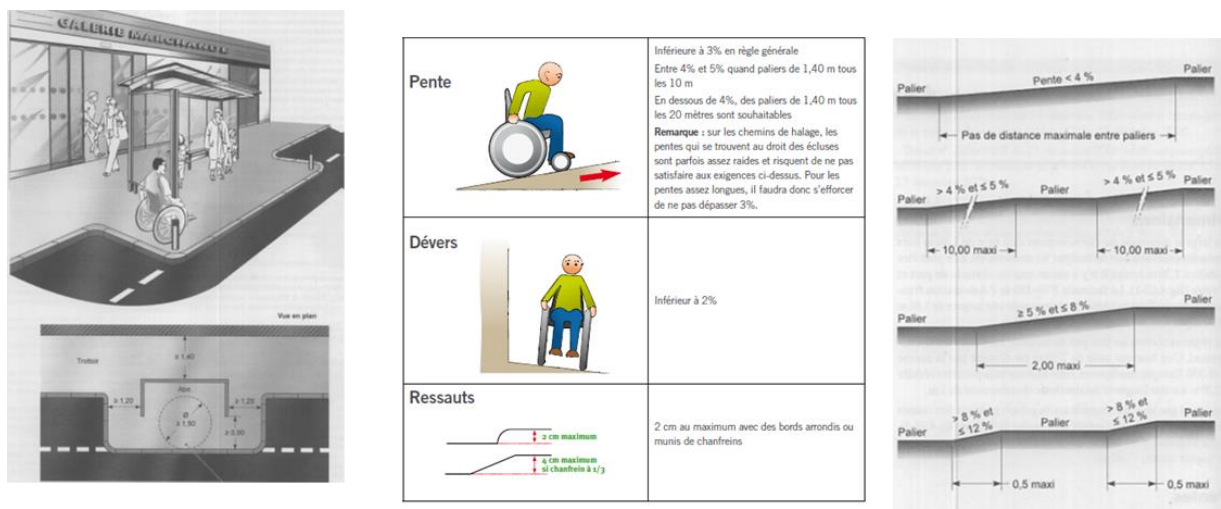 GALERIE MARCHANDE
Vue en plan
Trottoir
≥ 1,40
Abri
≥ 1,20
≥ 1,20
Ø
≥ 1,50
Pente
Inférieure à 3% en règle générale
Entre 4% et 5% quand paliers de 1,40 m tous
les 10 m
En dessous de 4%, des paliers de 1,40 m tous
les 20 mètres sont souhaitables
Remarque : sur les chemins de halage, les
pentes qui se trouvent au droit des écluses
sont parfois assez raides et risquent de ne pas
satisfaire aux exigences ci-dessus. Pour les
pentes assez longues, il faudra donc s'efforcer
de ne pas dépasser 3%.
Dévers
Inférieur à 2%
Ressauts
2 cm maximum
4 cm maximum
si chanfrein à 1/3
2 cm au maximum avec des bords arrondis ou
munis de chanfreins
Palier
Pente < 4 %
Palier
Pas de distance maximale entre paliers
> 4 % et ≤ 5 %
Palier
> 4 % et ≤ 5 %
Palier
Palier
10,00 maxi
10,00 maxi
Palier
≥ 5 % et ≤ 8 %
Palier
2,00 maxi
Palier
> 8 % et
≤ 12 %
Palier
> 8 % et
≤ 12 %
Palier
0,5 maxi
0,5 maxi